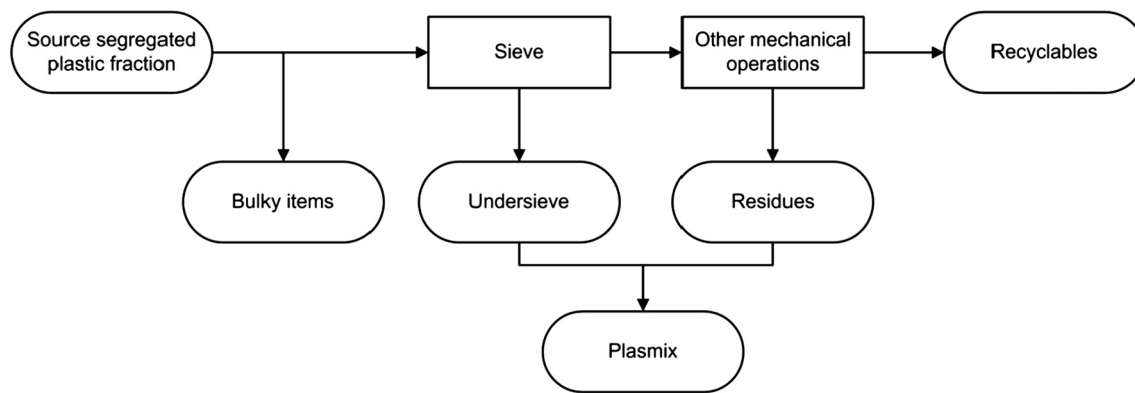 Source segregated
plastic fraction
Sieve
Other mechanical
operations
Recyclables
Bulky items
Undersieve
Residues
Plasmix